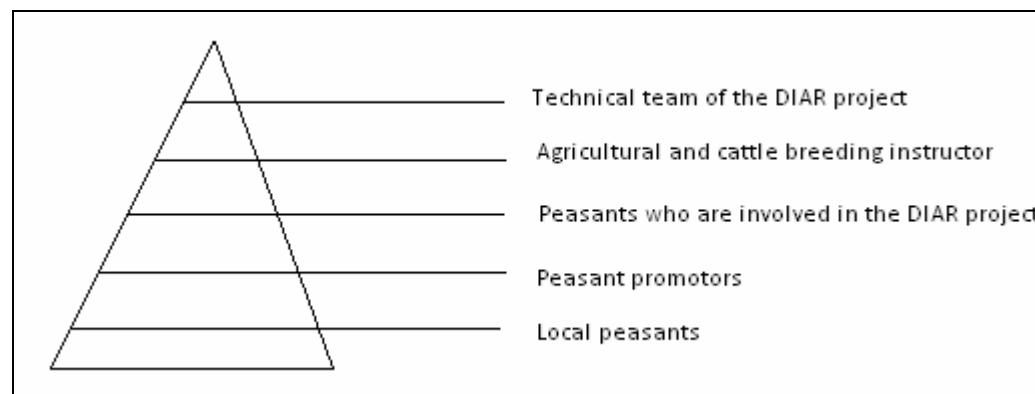 Technical team of the DIAR project
Agricultural and cattle breeding instructor
Peasants who are involved in the DIAR project
Peasant promotors
Local peasants